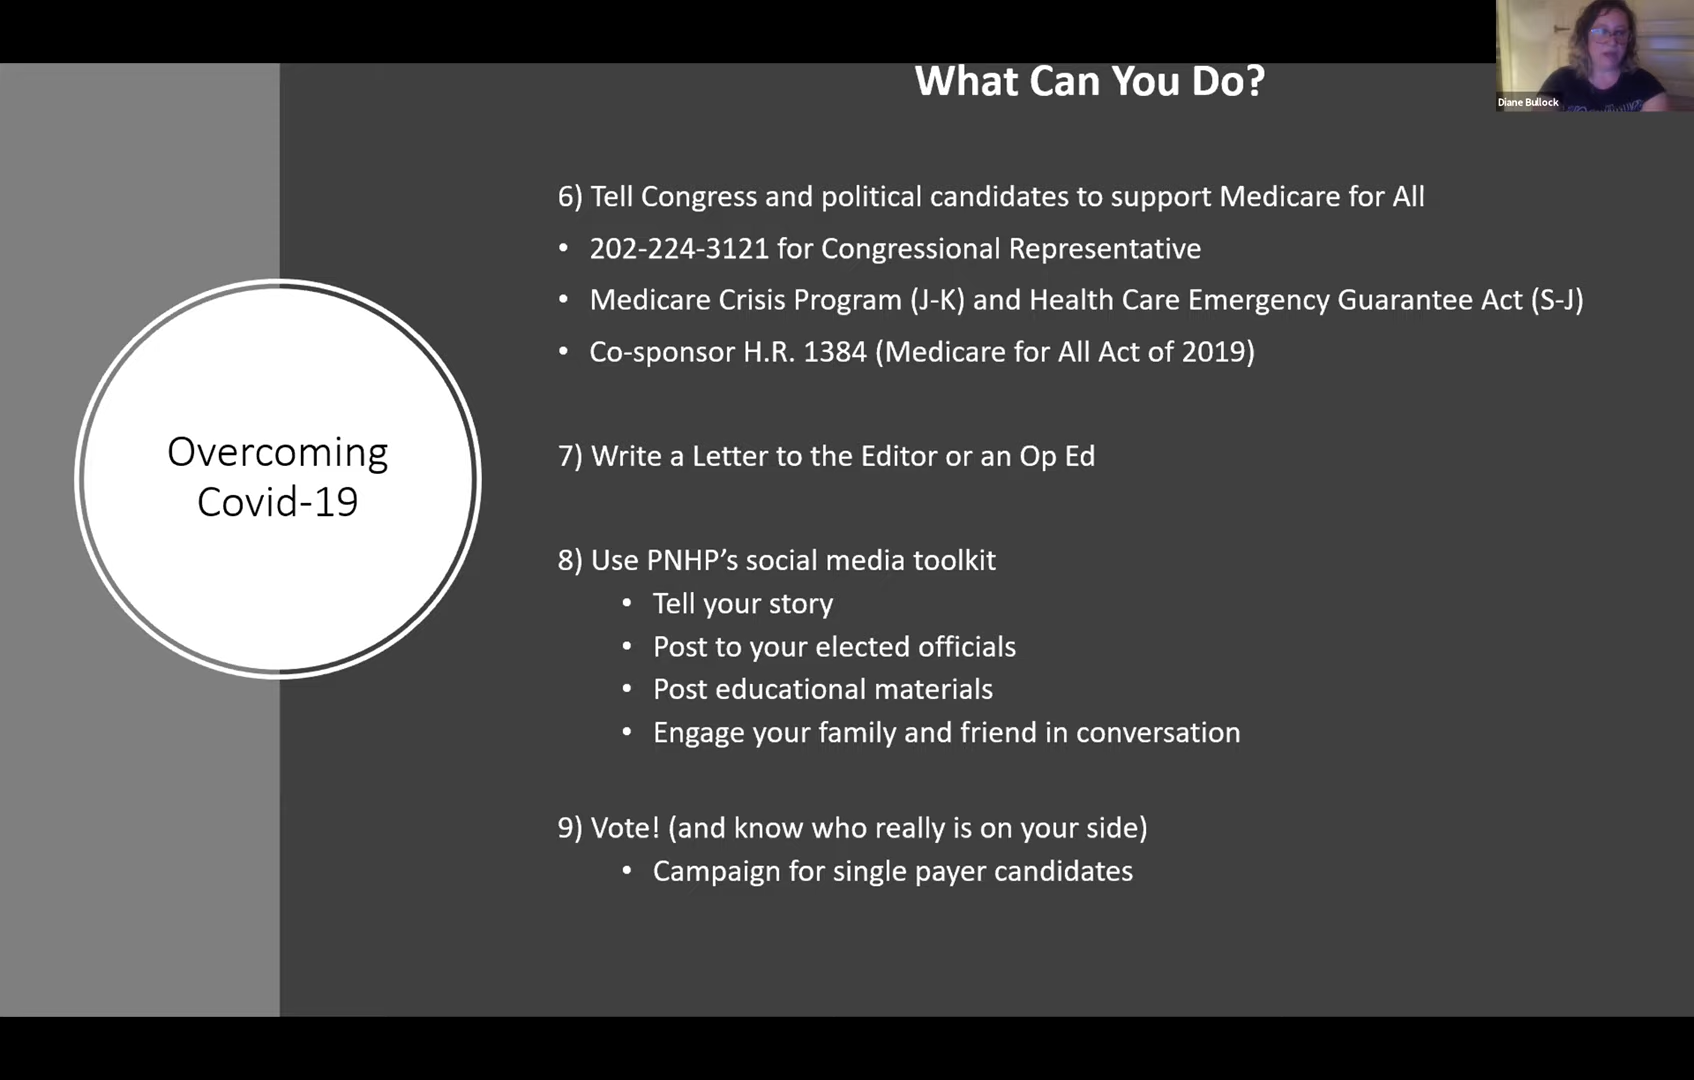 What Can You Do?
Diane Bullock
6) Tell Congress and political candidates to support Medicare for All
• 202-224-3121 for Congressional Representative
• Medicare Crisis Program (J-K) and Health Care Emergency Guarantee Act (S-J)
• Co-sponsor H.R. 1384 (Medicare for All Act of 2019)
Overcoming
Covid-19
7) Write a Letter to the Editor or an Op Ed
8) Use PNHP’s social media toolkit
• Tell your story
• Post to your elected officials
• Post educational materials
• Engage your family and friend in conversation
9) Vote! (and know who really is on your side)
• Campaign for single payer candidates